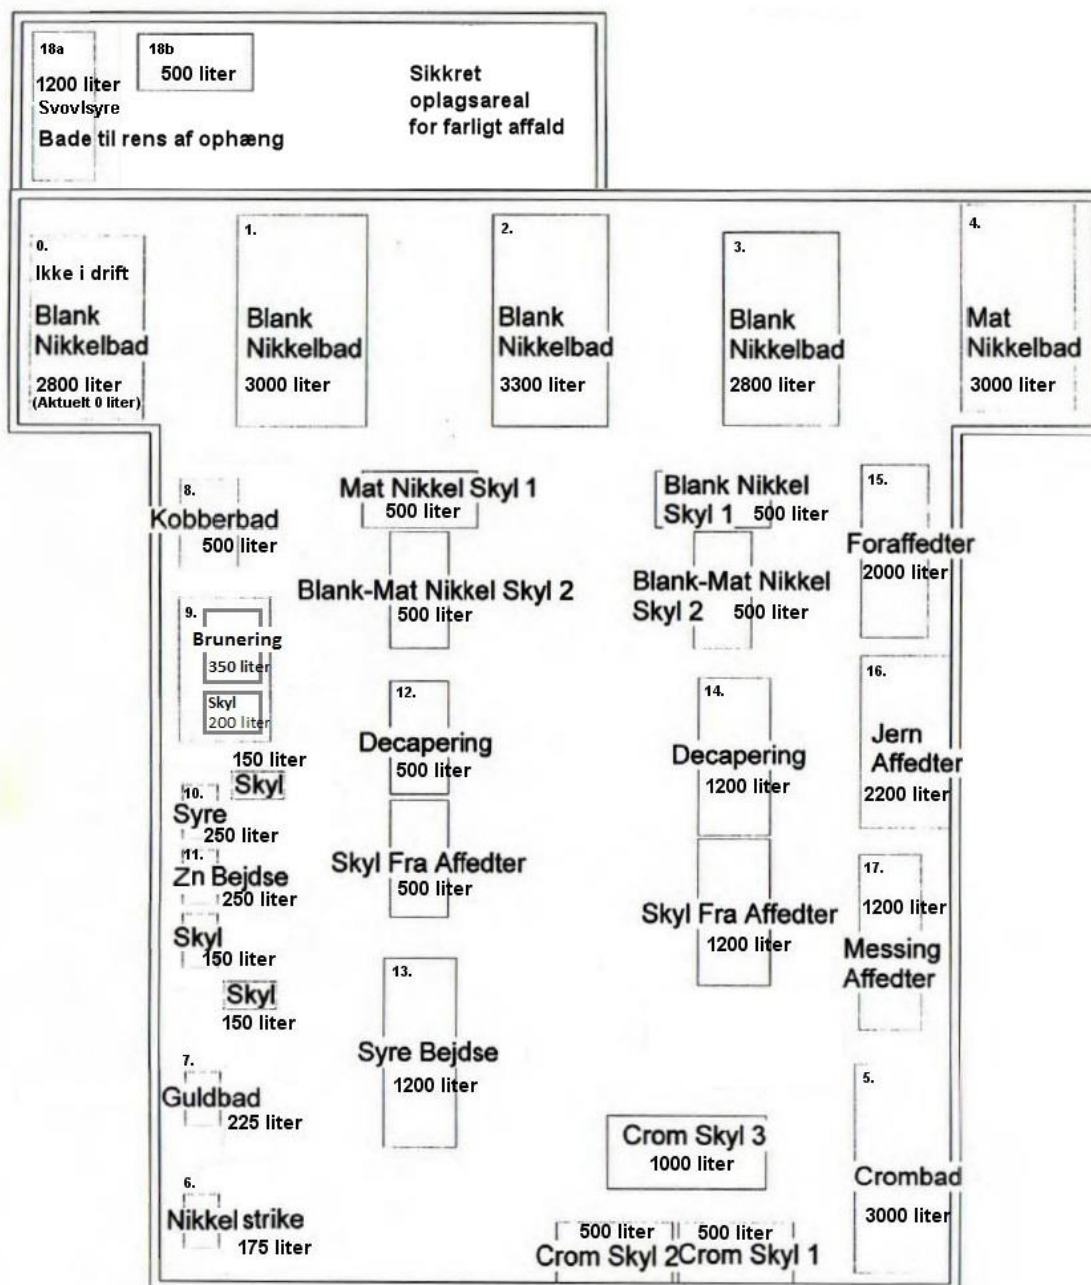 18a
1200 liter
Svovlsyre
Bade til rens af ophæng
18b
500 liter
Sikkret
oplagsareal
for farligt affald
0.
Ikke i drift
Blank
Nikkelbad
2800 liter
(Aktuelt 0 liter)
1.
Blank
Nikkelbad
3000 liter
2.
Blank
Nikkelbad
3300 liter
3.
Blank
Nikkelbad
2800 liter
4.
Mat
Nikkelbad
3000 liter
8.
Kobberbad
500 liter
Mat Nikkel Skyl 1
500 liter
Blank Nikkel
Skyl 1
500 liter
15.
Foraffedter
2000 liter
Blank-Mat Nikkel Skyl 2
500 liter
Blank-Mat Nikkel
Skyl 2
500 liter
9.
Brunering
350 liter
Skyl
200 liter
150 liter
Skyl
12.
Decapering
500 liter
14.
Decapering
1200 liter
16.
Jern
Affedter
2200 liter
10.
Syre
250 liter
11.
Zn Bejdse
250 liter
Skyl
150 liter
Skyl
150 liter
Skyl Fra Affedter
500 liter
Skyl Fra Affedter
1200 liter
17.
1200 liter
Messing
Affedter
13.
Syre Bejdse
1200 liter
7.
Guldbad
225 liter
6.
Nikkel strike
175 liter
Crom Skyl 3
1000 liter
5.
Crombad
3000 liter
500 liter
Crom Skyl 2
500 liter
Crom Skyl 1